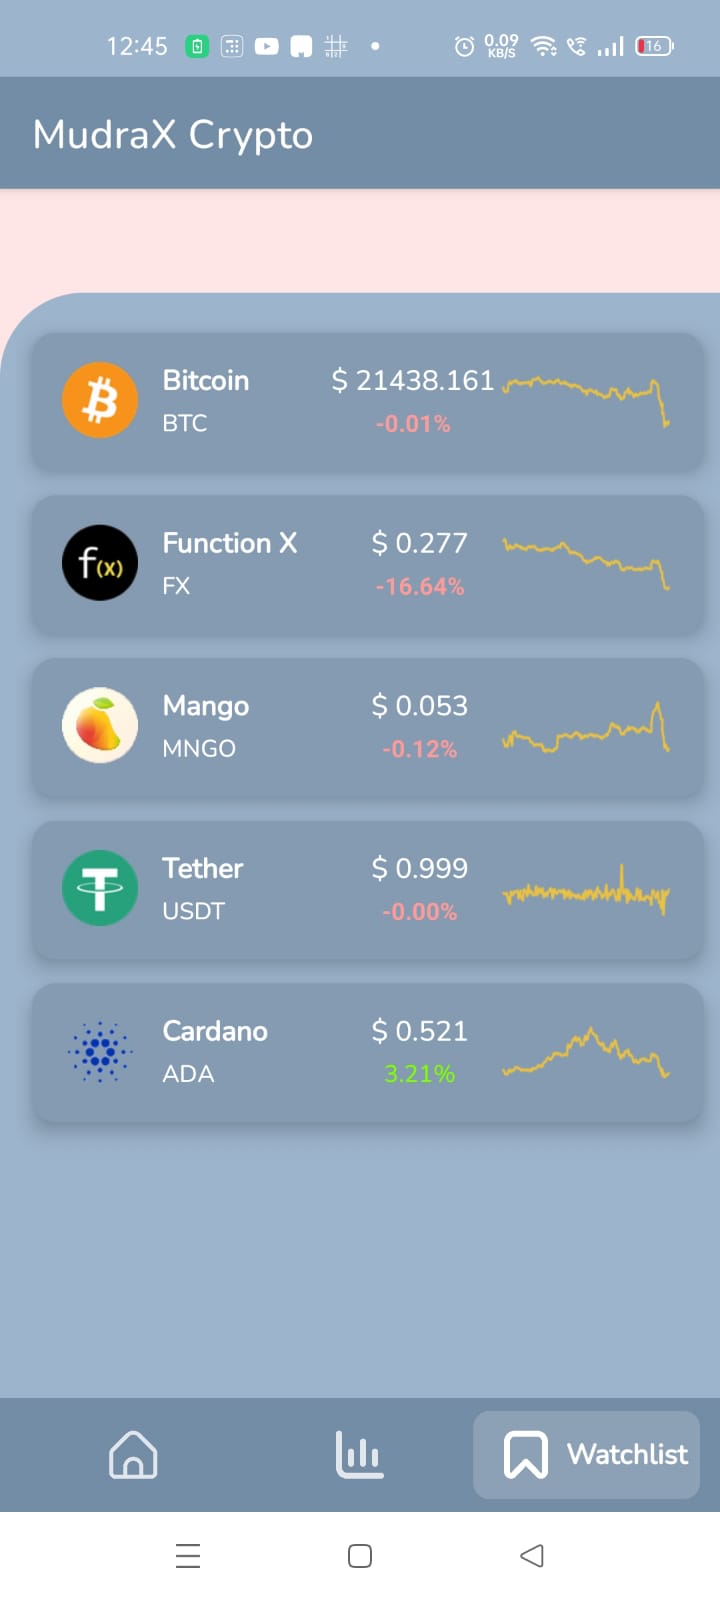 12:45
0.09
KB/S
16
MudraX Crypto
Bitcoin
$ 21438.161
BTC
-0.01%
f(x)
Function X
$ 0.277
FX
-16.64%
Mango
$ 0.053
MNGO
-0.12%
Tether
$ 0.999
USDT
-0.00%
Cardano
$ 0.521
ADA
3.21%
Watchlist